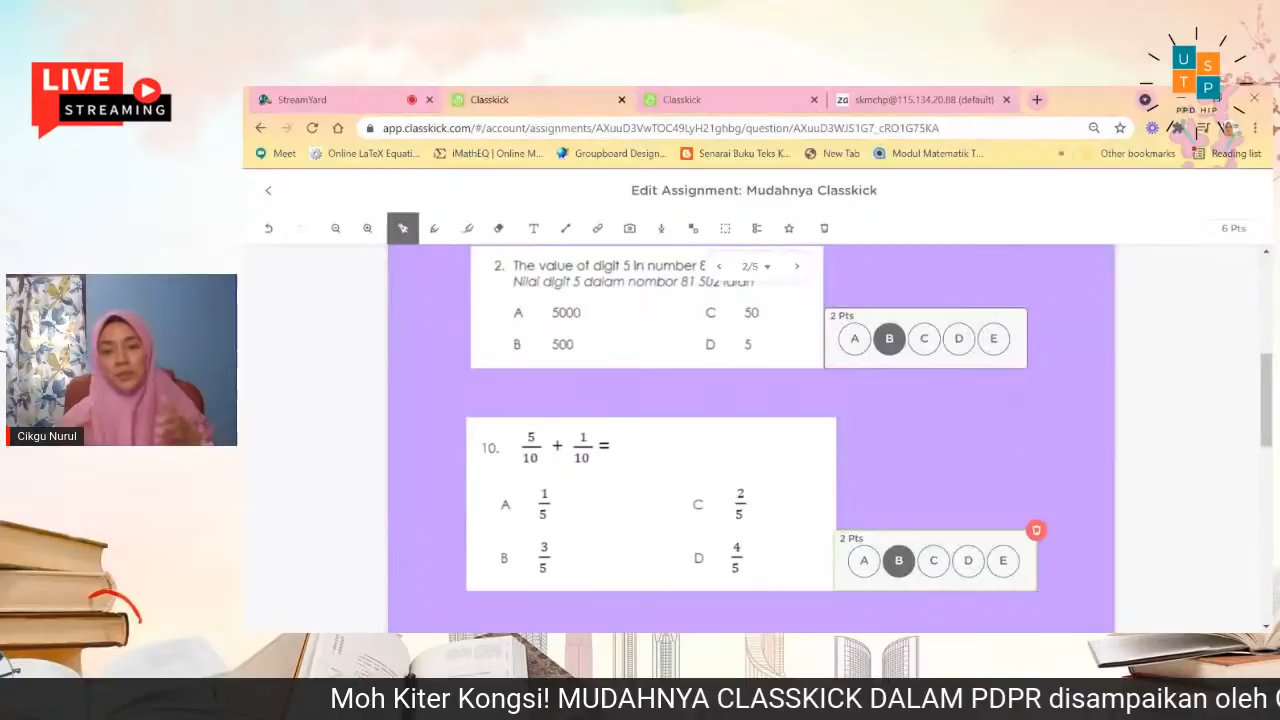 LIVE
STREAMING
U S
T P
PPD HIP
StreamYard
Classkick
Classkick
skmchp@115.134.20.88 (default)
app.classkick.com/#/account/assignments/AXuuD3VwTOC49LyH21ghbg/question/AXuuD3WJS1G7_cRO1G75KA
Meet
Online LaTeX Equati...
iMathEQ | Online M...
Groupboard Design...
Senarai Buku Teks K...
New Tab
Modul Matematik T...
»
Other bookmarks
Reading list
Edit Assignment: Mudahnya Classkick
6 Pts
2. The value of digit 5 in number
2/5
Nilai digit 5 dalam nombor 81 502 ialah
A 5000 C 50
B 500 D 5
2 Pts
A B C D E
10. 5/10 + 1/10 =
A 1/5 C 2/5
B 3/5 D 4/5
2 Pts
A B C D E
Cikgu Nurul
Moh Kiter Kongsi! MUDAHNYA CLASSKICK DALAM PDPR disampaikan oleh